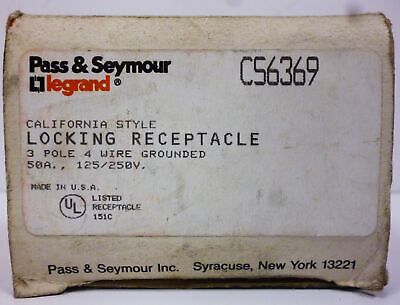 Pass & Seymour
legrand®
CS6369
CALIFORNIA STYLE
LOCKING RECEPTACLE
3 POLE 4 WIRE GROUNDED
50A., 125/250V.
MADE IN U.S.A.
UL
LISTED
RECEPTACLE
151C
Pass & Seymour Inc. Syracuse, New York 13221